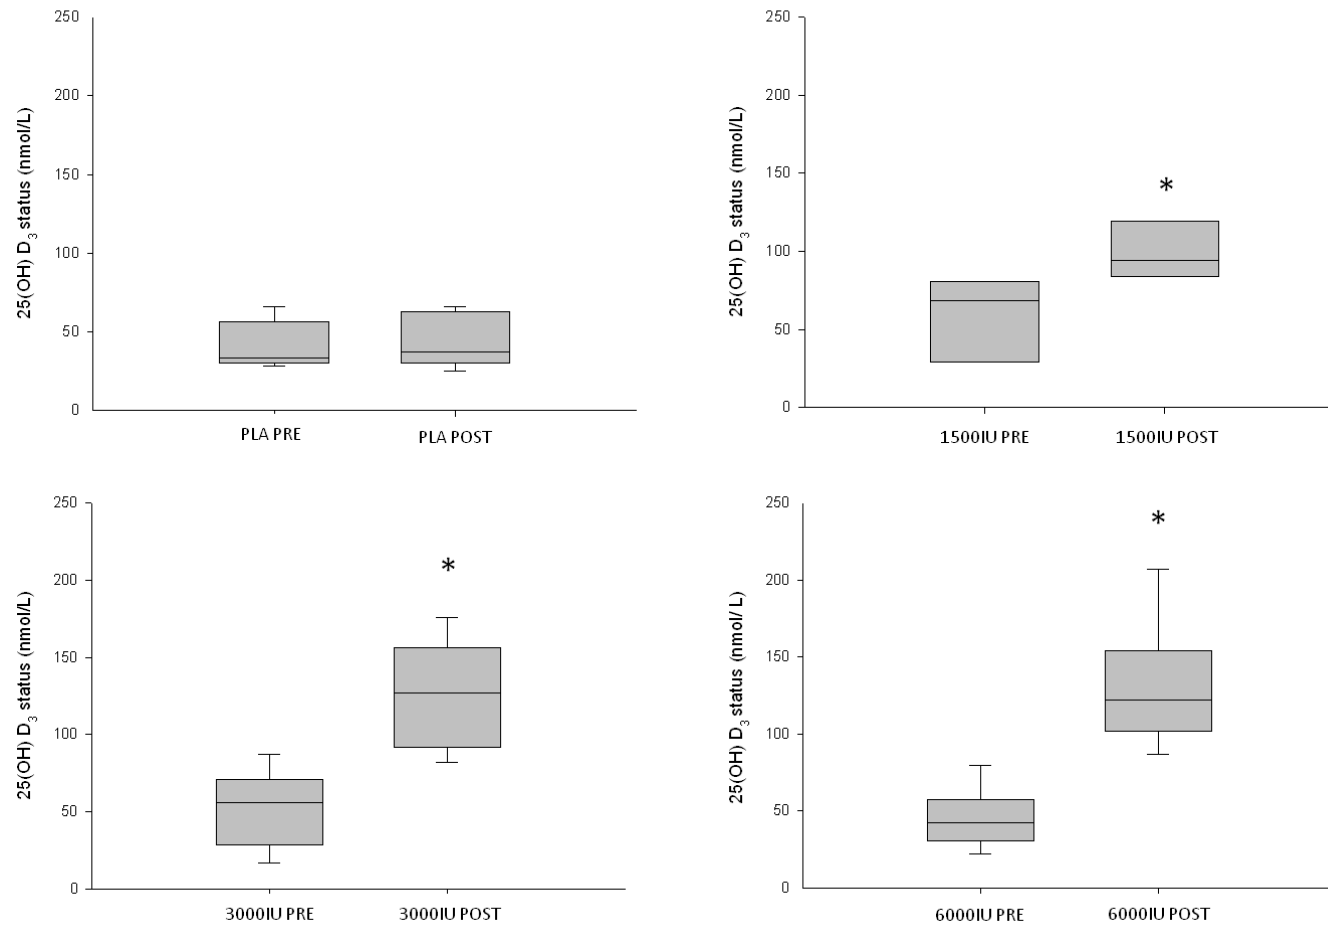 250
200
150
100
50
0
25(OH) D3 status (nmol/L)
PLA PRE
PLA POST
250
200
150
100
50
0
25(OH) D3 status (nmol/L)
*
1500IU PRE
1500IU POST
250
200
150
100
50
0
25(OH) D3 status (nmol/L)
*
3000IU PRE
3000IU POST
250
200
150
100
50
0
25(OH) D3 status (nmol/ L)
*
6000IU PRE
6000IU POST